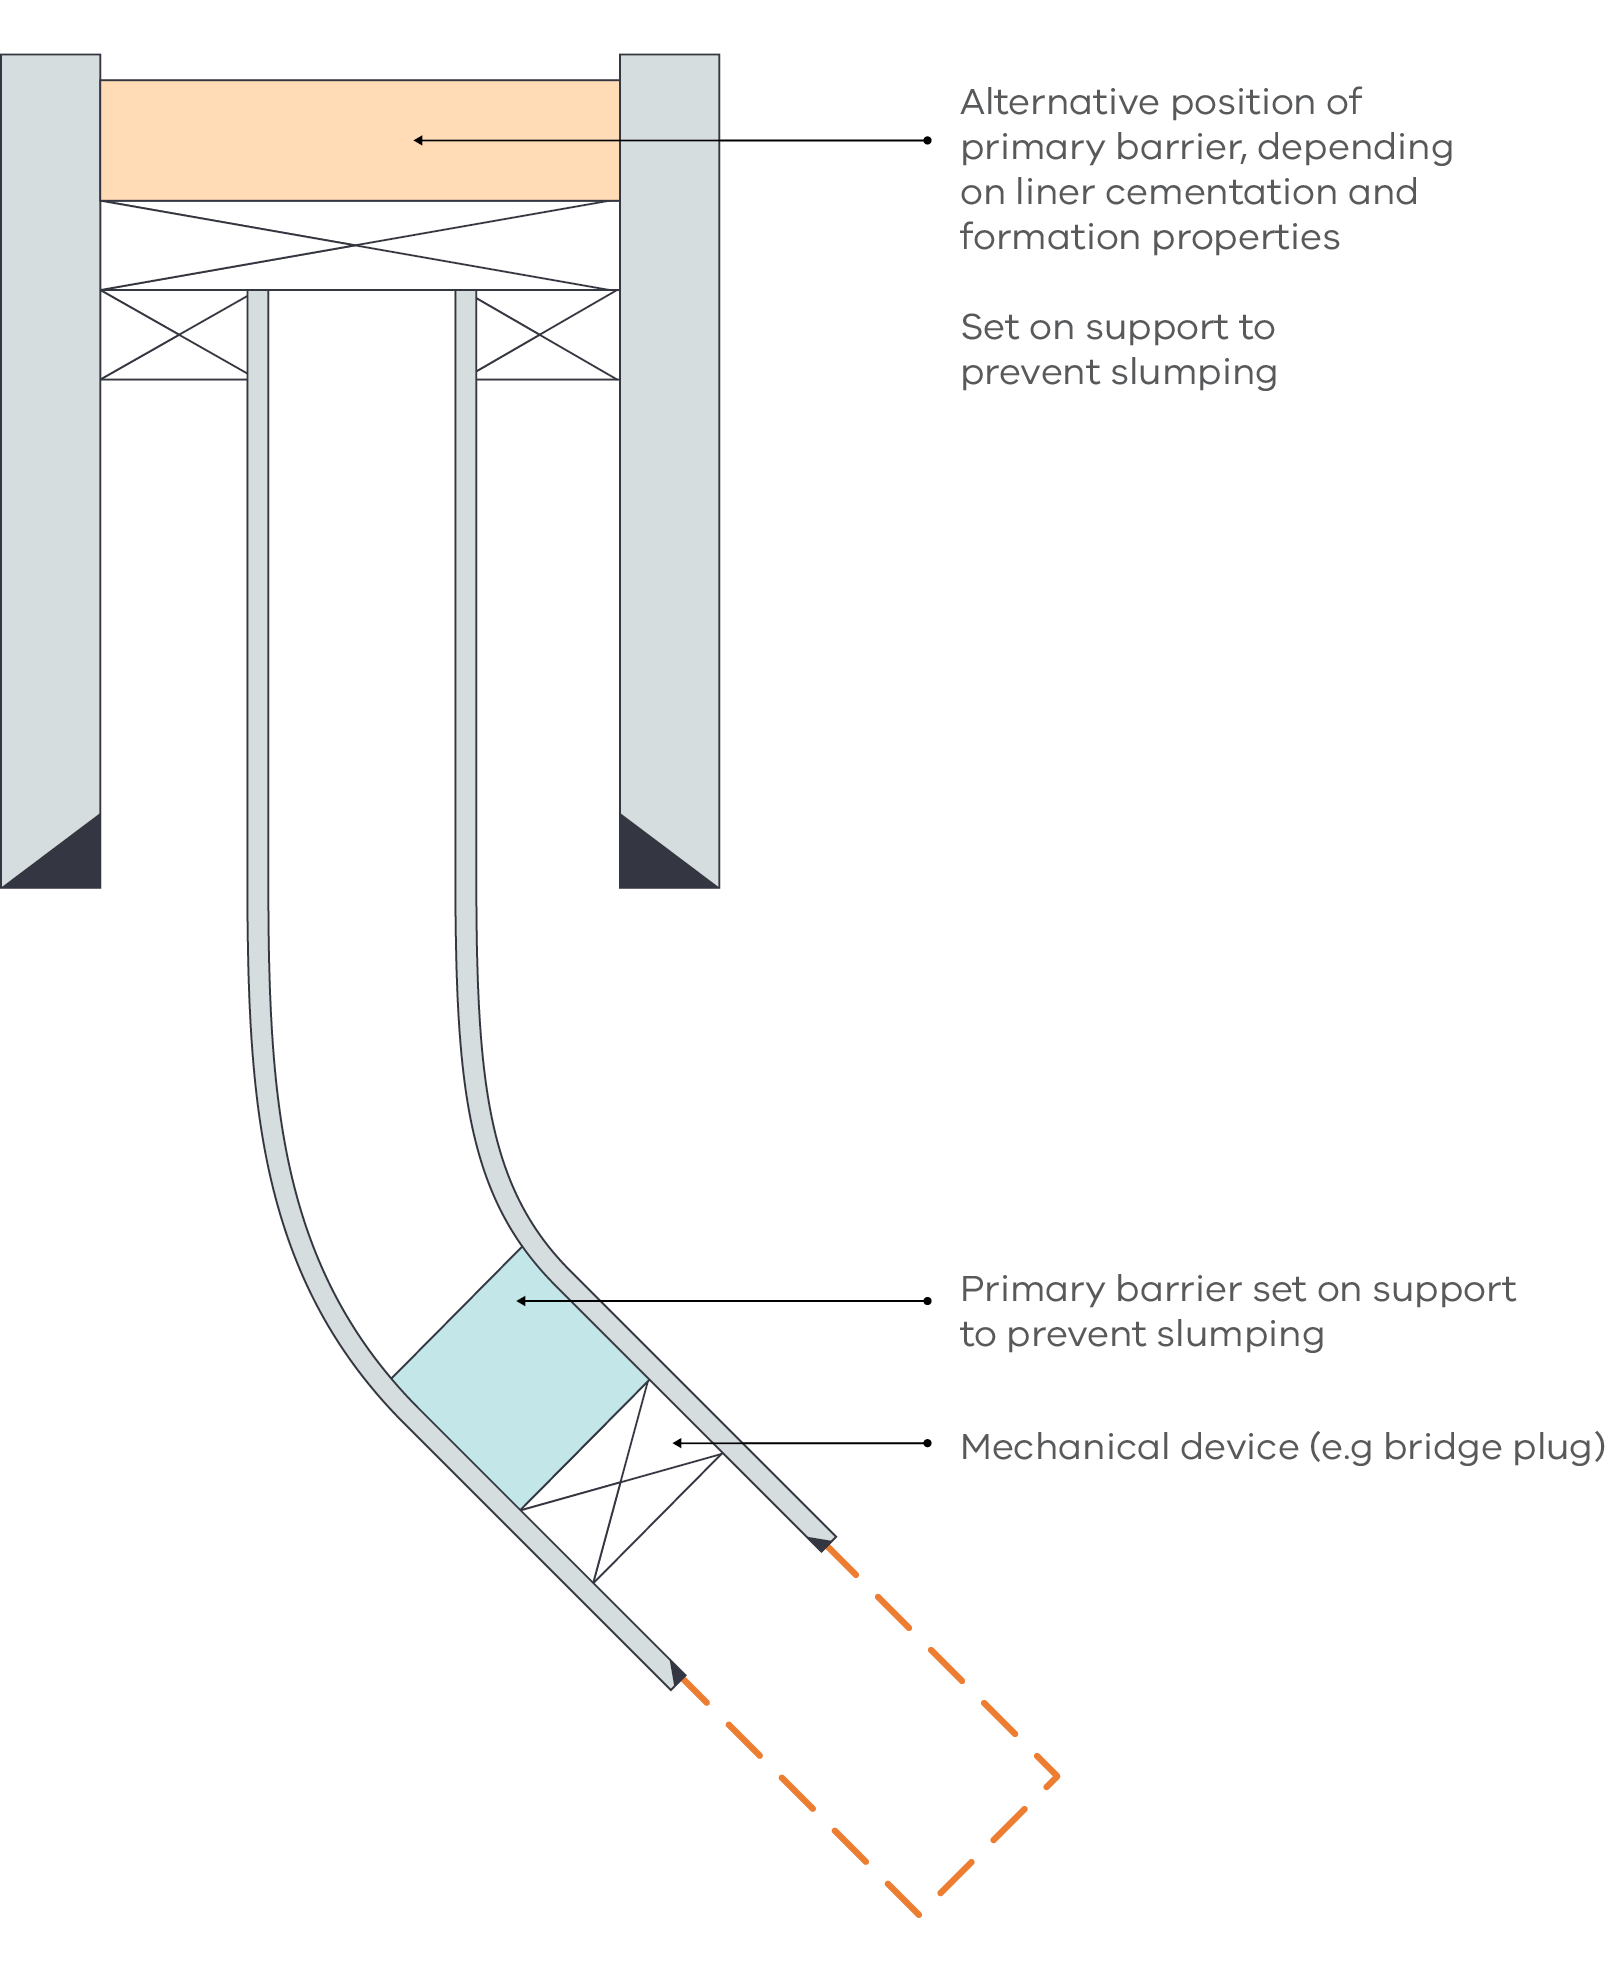 Alternative position of
primary barrier, depending
on liner cementation and
formation properties
Set on support to
prevent slumping
Primary barrier set on support
to prevent slumping
Mechanical device (e.g bridge plug)